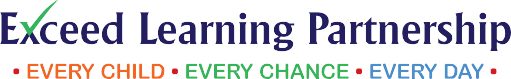 Exceed Learning Partnership
• EVERY CHILD • EVERY CHANCE • EVERY DAY •